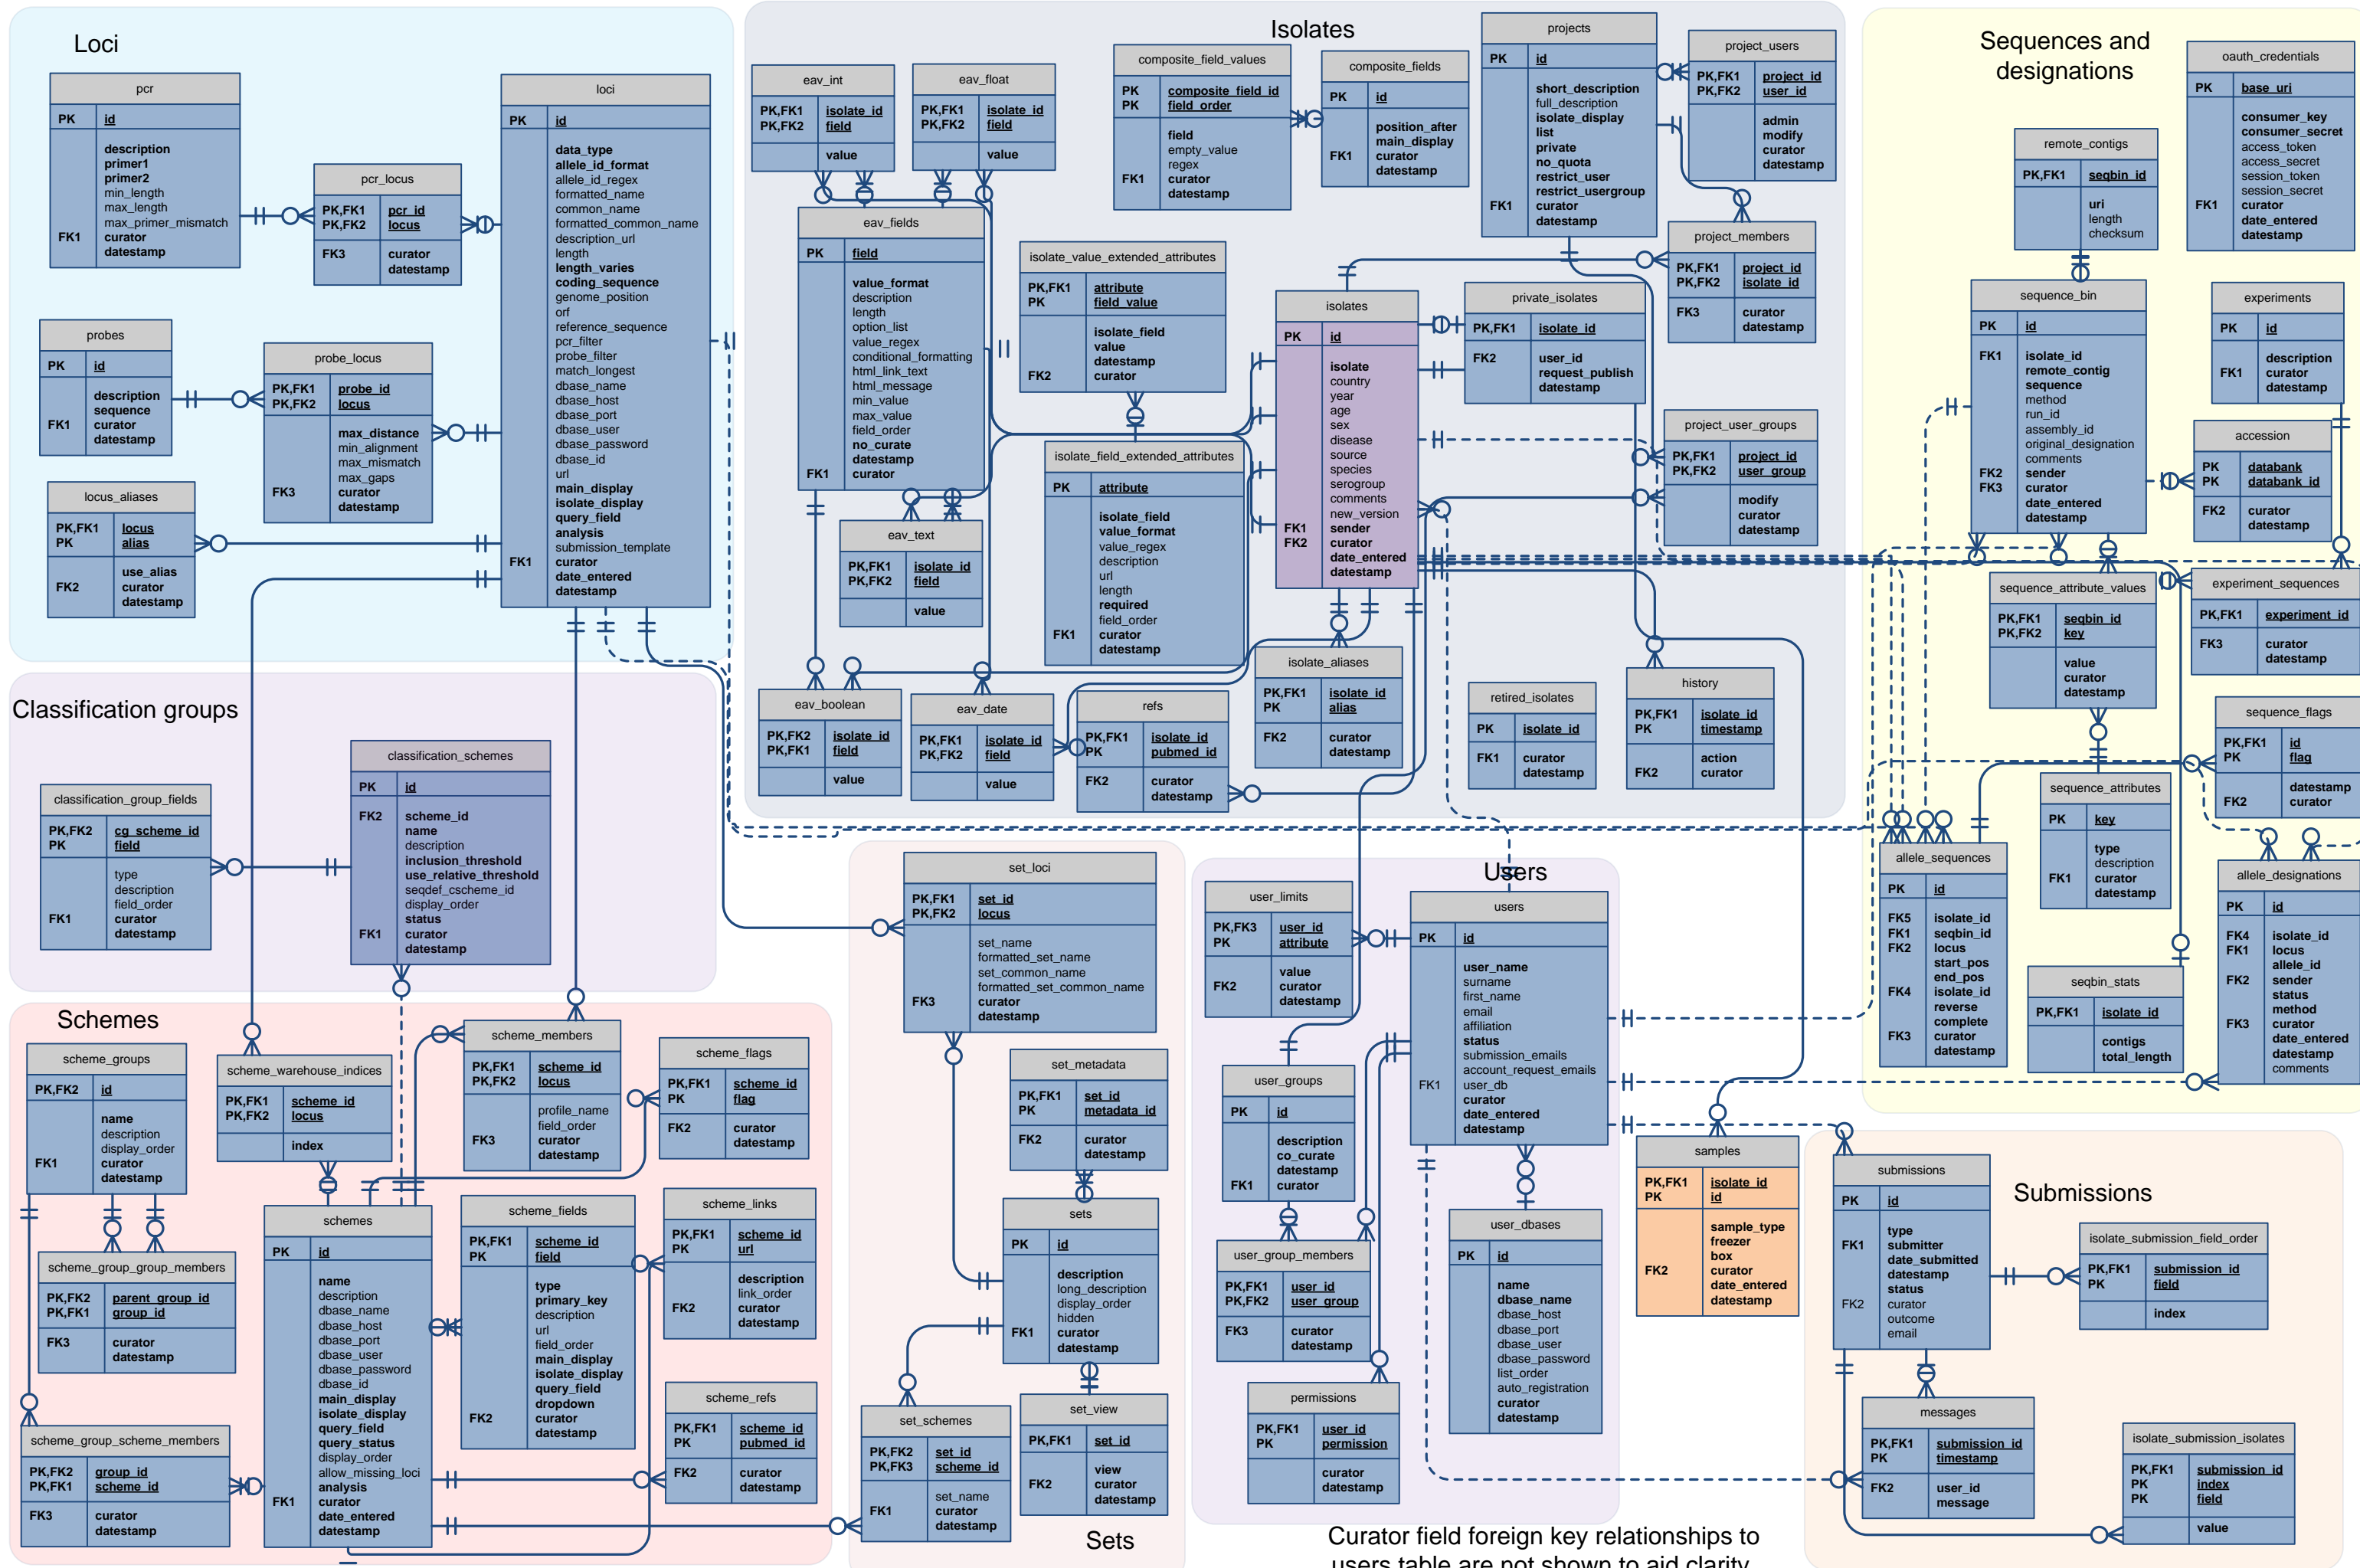 Loci
pcr
PK id
description
primer1
primer2
min_length
max_length
max_primer_mismatch
FK1 curator
datestamp
pcr_locus
PK,FK1 pcr_id
PK,FK2 locus
FK3 curator
datestamp
probes
PK id
description
sequence
FK1 curator
datestamp
probe_locus
PK,FK1 probe_id
PK,FK2 locus
max_distance
min_alignment
max_mismatch
max_gaps
FK3 curator
datestamp
locus_aliases
PK,FK1 locus
PK alias
use_alias
FK2 curator
datestamp
loci
PK id
data_type
allele_id_format
allele_id_regex
formatted_name
common_name
formatted_common_name
description_url
length
length_varies
coding_sequence
genome_position
orf
reference_sequence
pcr_filter
probe_filter
match_longest
dbase_name
dbase_host
dbase_port
dbase_user
dbase_password
dbase_id
url
main_display
isolate_display
query_field
analysis
submission_template
FK1 curator
date_entered
datestamp
Classification groups
classification_group_fields
PK,FK2 cg_scheme_id
PK field
type
description
field_order
FK1 curator
datestamp
classification_schemes
PK id
FK2 scheme_id
name
description
inclusion_threshold
use_relative_threshold
seqdef_cscheme_id
display_order
status
FK1 curator
datestamp
Schemes
scheme_groups
PK,FK2 id
name
description
display_order
FK1 curator
datestamp
scheme_warehouse_indices
PK,FK1 scheme_id
PK,FK2 locus
index
scheme_members
PK,FK1 scheme_id
PK,FK2 locus
profile_name
field_order
FK3 curator
datestamp
scheme_flags
PK,FK1 scheme_id
PK flag
FK2 curator
datestamp
scheme_group_group_members
PK,FK2 parent_group_id
PK,FK1 group_id
FK3 curator
datestamp
scheme_group_scheme_members
PK,FK2 group_id
PK,FK1 scheme_id
FK3 curator
datestamp
schemes
PK id
name
description
dbase_name
dbase_host
dbase_port
dbase_user
dbase_password
dbase_id
main_display
isolate_display
query_field
query_status
display_order
allow_missing_loci
analysis
FK1 curator
date_entered
datestamp
scheme_fields
PK,FK1 scheme_id
PK field
type
primary_key
description
url
field_order
main_display
isolate_display
query_field
dropdown
FK2 curator
datestamp
scheme_links
PK,FK1 scheme_id
PK url
description
link_order
FK2 curator
datestamp
scheme_refs
PK,FK1 scheme_id
PK pubmed_id
FK2 curator
datestamp
Isolates
eav_int
PK,FK1 isolate_id
PK,FK2 field
value
eav_float
PK,FK1 isolate_id
PK,FK2 field
value
eav_fields
PK field
value_format
description
length
option_list
value_regex
conditional_formatting
html_link_text
html_message
min_value
max_value
field_order
no_curate
datestamp
FK1 curator
eav_text
PK,FK1 isolate_id
PK,FK2 field
value
eav_boolean
PK,FK2 isolate_id
PK,FK1 field
value
eav_date
PK,FK1 isolate_id
PK,FK2 field
value
composite_field_values
PK composite_field_id
PK field_order
field
empty_value
regex
FK1 curator
datestamp
composite_fields
PK id
position_after
main_display
FK1 curator
datestamp
isolate_value_extended_attributes
PK,FK1 attribute
PK field_value
isolate_field
value
datestamp
FK2 curator
isolate_field_extended_attributes
PK attribute
isolate_field
value_format
value_regex
description
url
length
required
field_order
FK1 curator
datestamp
refs
PK,FK1 isolate_id
PK pubmed_id
FK2 curator
datestamp
isolates
PK id
isolate
country
year
age
sex
disease
source
species
serogroup
comments
new_version
FK1 sender
FK2 curator
date_entered
datestamp
isolate_aliases
PK,FK1 isolate_id
PK alias
FK2 curator
datestamp
projects
PK id
short_description
full_description
isolate_display
list
private
no_quota
restrict_user
restrict_usergroup
FK1 curator
datestamp
project_users
PK,FK1 project_id
PK,FK2 user_id
admin
modify
curator
datestamp
project_members
PK,FK1 project_id
PK,FK2 isolate_id
FK3 curator
datestamp
private_isolates
PK,FK1 isolate_id
FK2 user_id
request_publish
datestamp
project_user_groups
PK,FK1 project_id
PK,FK2 user_group
modify
curator
datestamp
retired_isolates
PK isolate_id
FK1 curator
datestamp
history
PK,FK1 isolate_id
PK timestamp
action
FK2 curator
Sequences and
designations
oauth_credentials
PK base_uri
consumer_key
consumer_secret
access_token
access_secret
session_token
session_secret
FK1 curator
date_entered
datestamp
remote_contigs
PK,FK1 seqbin_id
uri
length
checksum
sequence_bin
PK id
FK1 isolate_id
remote_contig
sequence
method
run_id
assembly_id
original_designation
comments
FK2 sender
FK3 curator
date_entered
datestamp
experiments
PK id
description
FK1 curator
datestamp
accession
PK databank
PK databank_id
FK2 curator
datestamp
sequence_attribute_values
PK,FK1 seqbin_id
PK,FK2 key
value
curator
datestamp
experiment_sequences
PK,FK1 experiment_id
FK3 curator
datestamp
sequence_flags
PK,FK1 id
PK flag
datestamp
FK2 curator
sequence_attributes
PK key
type
description
FK1 curator
datestamp
allele_sequences
PK id
FK5 isolate_id
FK1 seqbin_id
FK2 locus
start_pos
end_pos
FK4 isolate_id
reverse
complete
FK3 curator
datestamp
seqbin_stats
PK,FK1 isolate_id
contigs
total_length
allele_designations
PK id
FK4 isolate_id
FK1 locus
allele_id
FK2 sender
status
method
FK3 curator
date_entered
datestamp
comments
set_loci
PK,FK1 set_id
PK,FK2 locus
set_name
formatted_set_name
set_common_name
formatted_set_common_name
FK3 curator
datestamp
set_metadata
PK,FK1 set_id
PK metadata_id
FK2 curator
datestamp
sets
PK id
description
long_description
display_order
hidden
FK1 curator
datestamp
set_schemes
PK,FK2 set_id
PK,FK3 scheme_id
set_name
FK1 curator
datestamp
set_view
PK,FK1 set_id
view
FK2 curator
datestamp
Sets
Users
user_limits
PK,FK3 user_id
PK attribute
value
FK2 curator
datestamp
users
PK id
user_name
surname
first_name
email
affiliation
status
submission_emails
account_request_emails
FK1 user_db
curator
date_entered
datestamp
user_groups
PK id
description
co_curate
datestamp
FK1 curator
user_group_members
PK,FK1 user_id
PK,FK2 user_group
FK3 curator
datestamp
permissions
PK,FK1 user_id
PK permission
curator
datestamp
user_dbases
PK id
name
dbase_name
dbase_host
dbase_port
dbase_user
dbase_password
list_order
auto_registration
curator
datestamp
samples
PK,FK1 isolate_id
PK id
sample_type
freezer
box
FK2 curator
date_entered
datestamp
Submissions
submissions
PK id
type
FK1 submitter
date_submitted
datestamp
status
FK2 curator
outcome
email
isolate_submission_field_order
PK,FK1 submission_id
PK field
index
messages
PK,FK1 submission_id
PK timestamp
FK2 user_id
message
isolate_submission_isolates
PK,FK1 submission_id
PK index
PK field
value
Curator field foreign key relationships to
users table are not shown to aid clarity